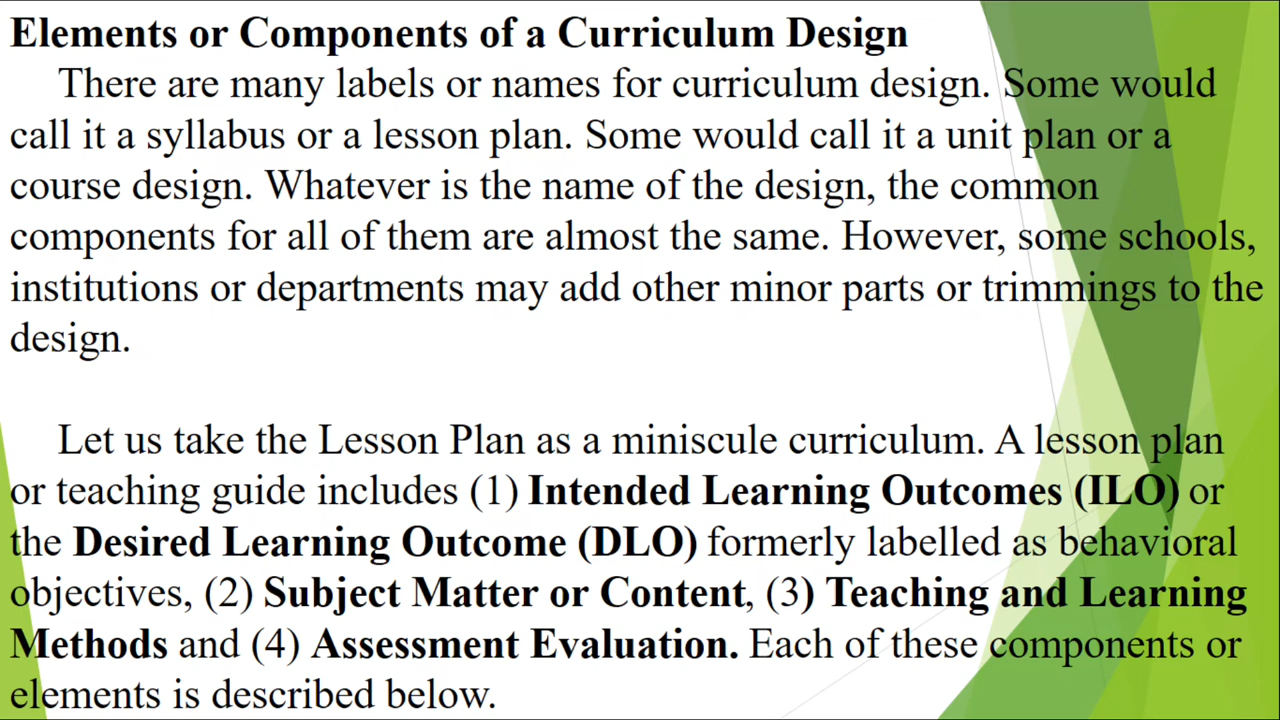 Elements or Components of a Curriculum Design
There are many labels or names for curriculum design. Some would
call it a syllabus or a lesson plan. Some would call it a unit plan or a
course design. Whatever is the name of the design, the common
components for all of them are almost the same. However, some schools,
institutions or departments may add other minor parts or trimmings to the
design.
Let us take the Lesson Plan as a miniscule curriculum. A lesson plan
or teaching guide includes (1) Intended Learning Outcomes (ILO) or
the Desired Learning Outcome (DLO) formerly labelled as behavioral
objectives, (2) Subject Matter or Content, (3) Teaching and Learning
Methods and (4) Assessment Evaluation. Each of these components or
elements is described below.